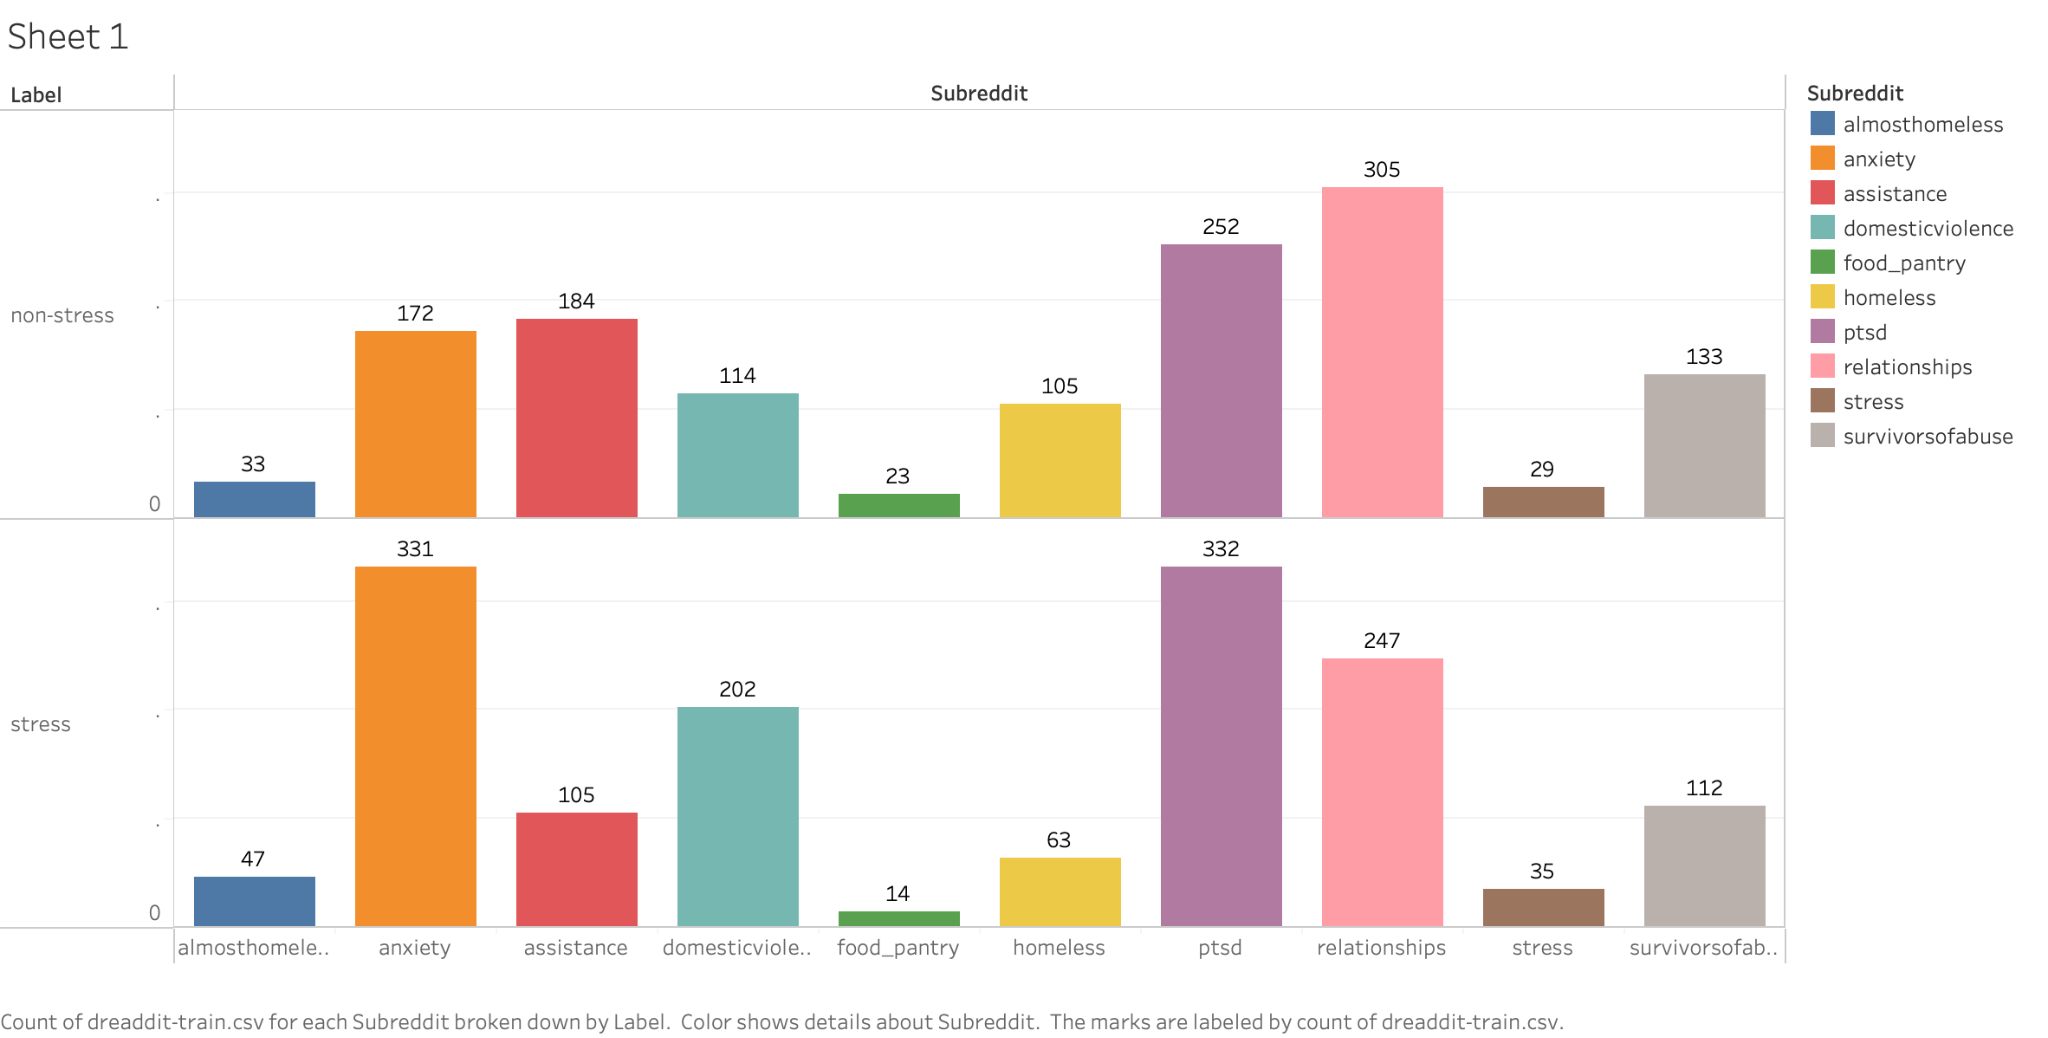 Sheet 1
Label
Subreddit
non-stress
0
33
172
184
114
23
105
252
305
29
133
stress
0
47
331
105
202
14
63
332
247
35
112
almosthomele..
anxiety
assistance
domesticviole..
food_pantry
homeless
ptsd
relationships
stress
survivorsofab..
Subreddit
almosthomeless
anxiety
assistance
domesticviolence
food_pantry
homeless
ptsd
relationships
stress
survivorsofabuse
Count of dreaddit-train.csv for each Subreddit broken down by Label.  Color shows details about Subreddit.  The marks are labeled by count of dreaddit-train.csv.